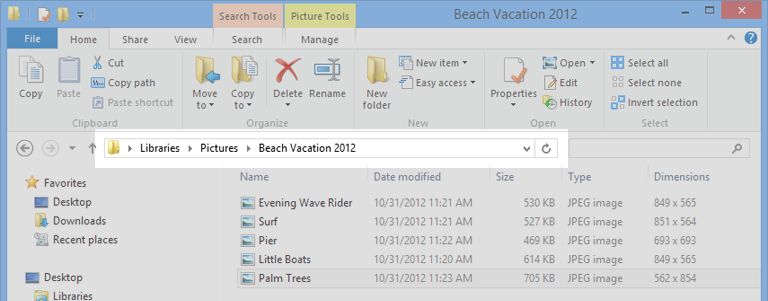 Search Tools Picture Tools Beach Vacation 2012
File Home Share View Search Manage
Copy Paste Cut Copy path Paste shortcut
Move to Copy to Delete Rename
New folder New item Easy access
Properties Open Edit History
Select all Select none Invert selection
Clipboard Organize New Open Select
Libraries Pictures Beach Vacation 2012
Name Date modified Size Type Dimensions
Favorites
Desktop
Downloads
Recent places
Desktop
Libraries
Evening Wave Rider 10/31/2012 11:21 AM 530 KB JPEG image 849 x 565
Surf 10/31/2012 11:21 AM 527 KB JPEG image 851 x 564
Pier 10/31/2012 11:22 AM 469 KB JPEG image 693 x 693
Little Boats 10/31/2012 11:20 AM 614 KB JPEG image 849 x 565
Palm Trees 10/31/2012 11:23 AM 705 KB JPEG image 562 x 854